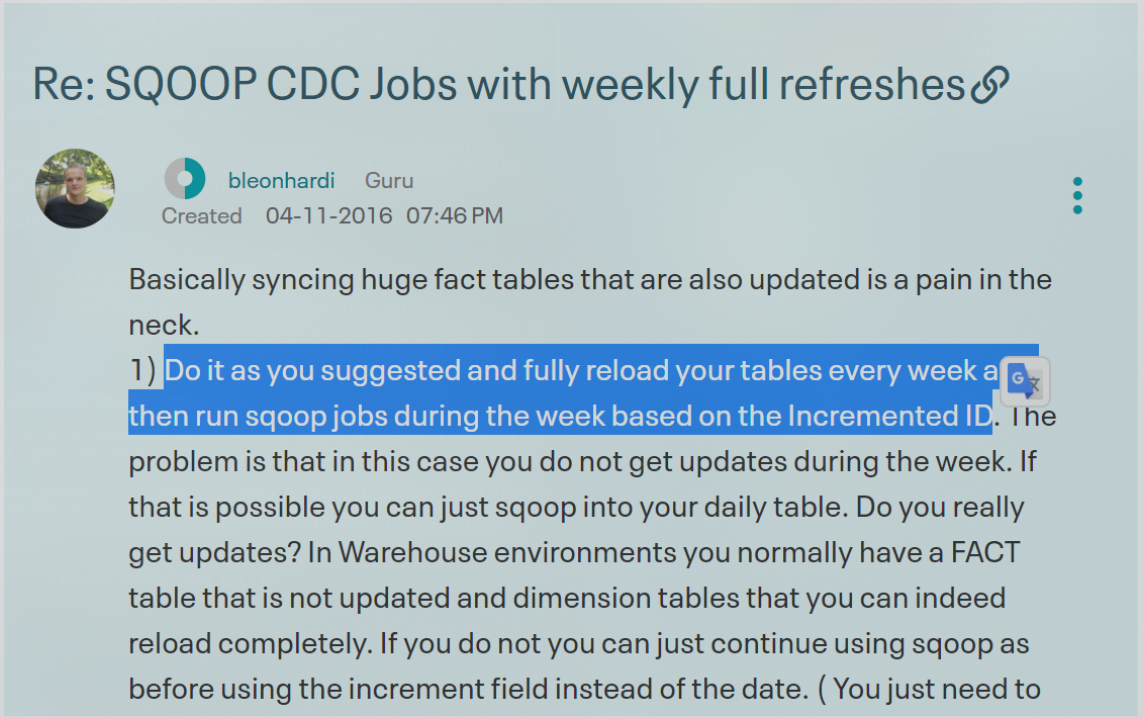 Re: SQOOP CDC Jobs with weekly full refreshes
bleonhardi Guru
Created 04-11-2016 07:46 PM
Basically syncing huge fact tables that are also updated is a pain in the
neck.
1) Do it as you suggested and fully reload your tables every week a
then run sqoop jobs during the week based on the Incremented ID. The
problem is that in this case you do not get updates during the week. If
that is possible you can just sqoop into your daily table. Do you really
get updates? In Warehouse environments you normally have a FACT
table that is not updated and dimension tables that you can indeed
reload completely. If you do not you can just continue using sqoop as
before using the increment field instead of the date. ( You just need to